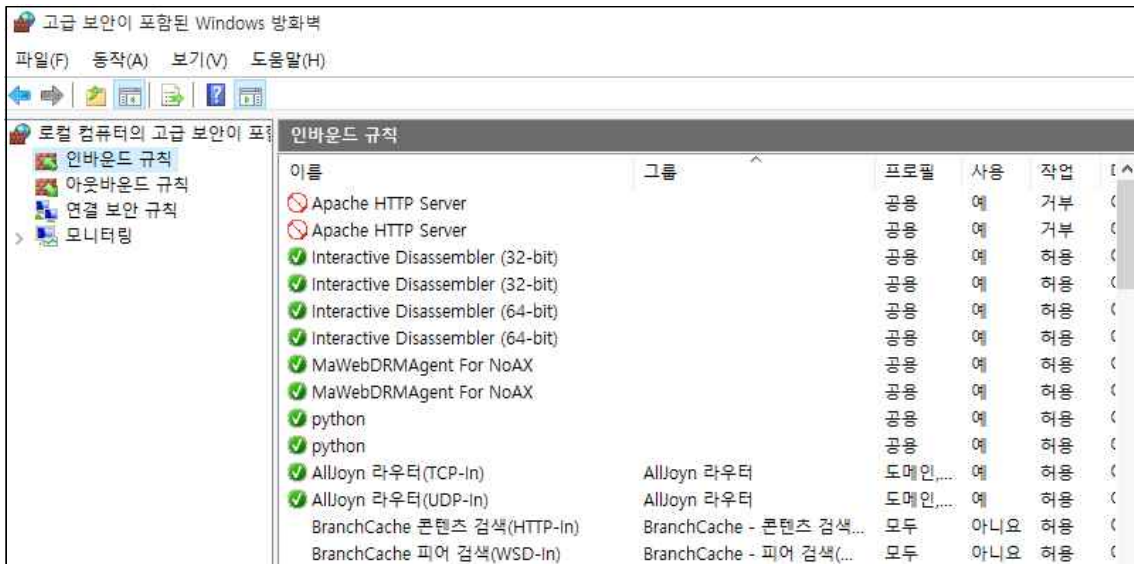 고급 보안이 포함된 Windows 방화벽
파일(F) 동작(A) 보기(V) 도움말(H)
로컬 컴퓨터의 고급 보안이
인바운드 규칙
아웃바운드 규칙
연결 보안 규칙
모니터링
인바운드 규칙
이름 그룹 프로필 사용 작업
Apache HTTP Server 공용 예 거부
Apache HTTP Server 공용 예 거부
Interactive Disassembler (32-bit) 공용 예 허용
Interactive Disassembler (32-bit) 공용 예 허용
Interactive Disassembler (64-bit) 공용 예 허용
Interactive Disassembler (64-bit) 공용 예 허용
MaWebDRMAgent For NoAX 공용 예 허용
MaWebDRMAgent For NoAX 공용 예 허용
python 공용 예 허용
python 공용 예 허용
AllJoyn 라우터(TCP-In) AllJoyn 라우터 도메인,... 예 허용
AllJoyn 라우터(UDP-In) AllJoyn 라우터 도메인,... 예 허용
BranchCache 콘텐츠 검색(HTTP-In) BranchCache - 콘텐츠 검색... 모두 아니요 허용
BranchCache 피어 검색(WSD-In) BranchCache - 피어 검색(... 모두 아니요 허용